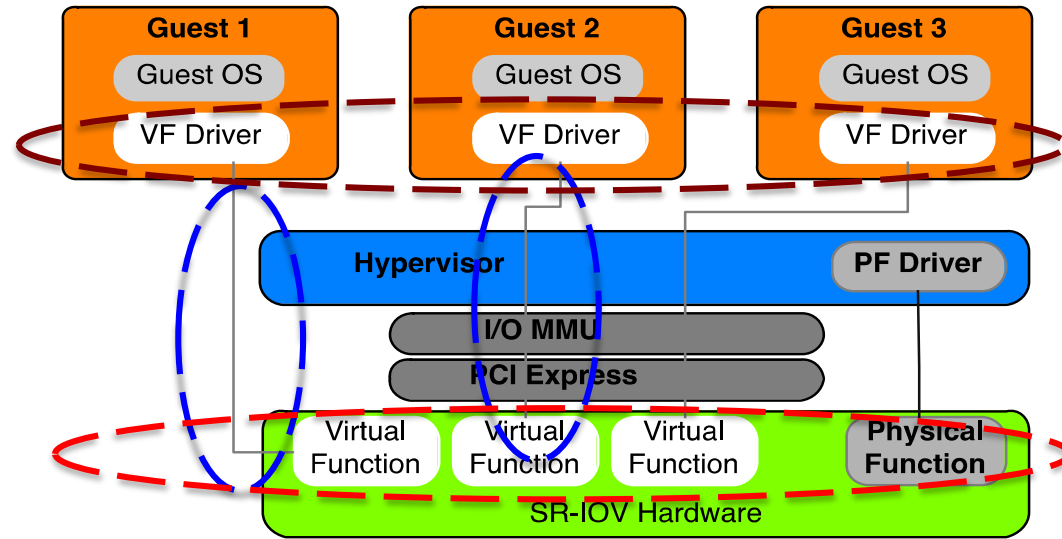 Guest 1
Guest 2
Guest 3
Guest OS
Guest OS
Guest OS
VF Driver
VF Driver
VF Driver
Hypervisor
PF Driver
I/O MMU
PCI Express
Virtual
Function
Virtual
Function
Virtual
Function
Physical
Function
SR-IOV Hardware